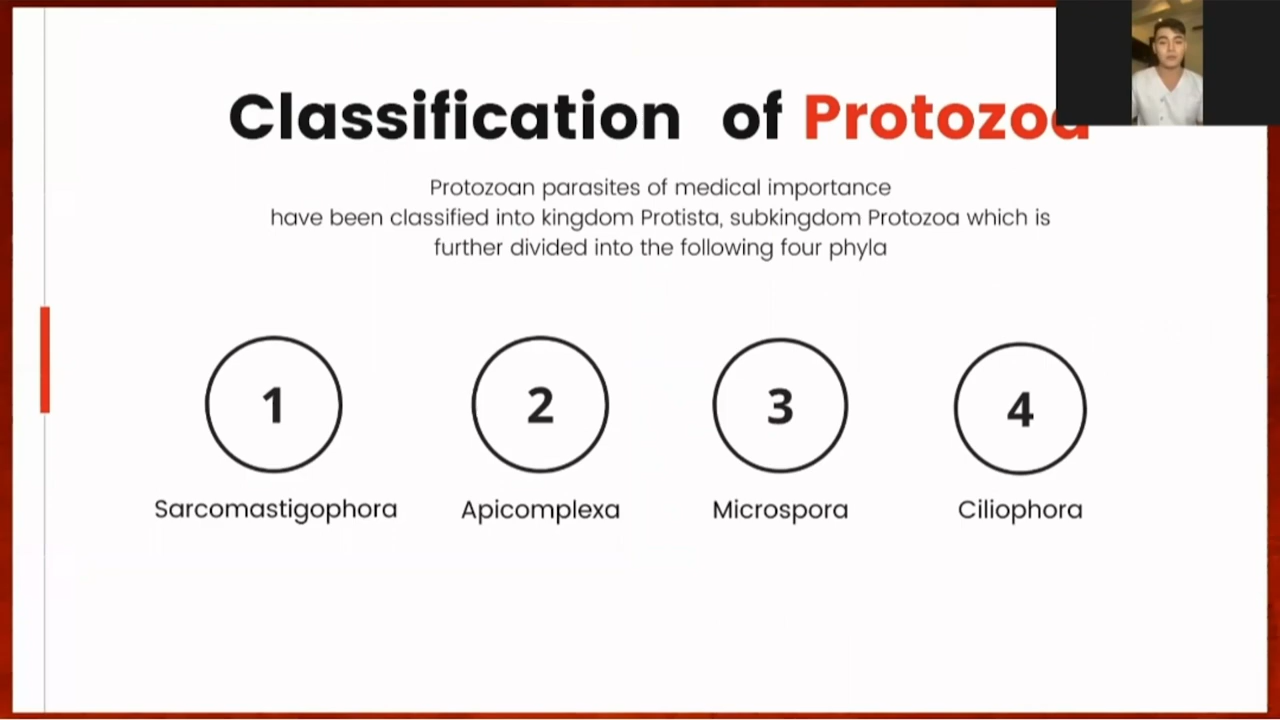 Classification of Protozoa
Protozoan parasites of medical importance
have been classified into kingdom Protista, subkingdom Protozoa which is
further divided into the following four phyla
1 2 3 4
Sarcomastigophora Apicomplexa Microspora Ciliophora